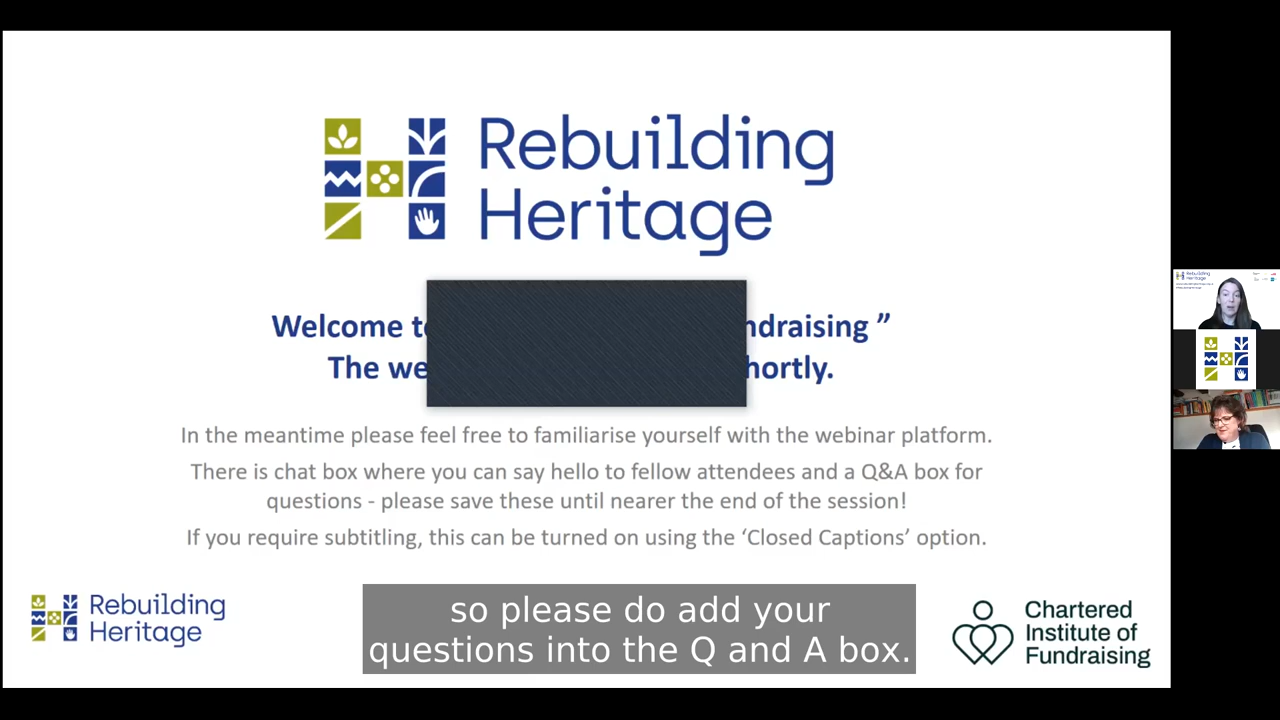 Rebuilding
Heritage
Welcome ndraising ”
The hortly.
In the meantime please feel free to familiarise yourself with the webinar platform.
There is chat box where you can say hello to fellow attendees and a Q&A box for
questions - please save these until nearer the end of the session!
If you require subtitling, this can be turned on using the ‘Closed Captions’ option.
Rebuilding
Heritage
so please do add your
questions into the Q and A box.
Chartered
Institute of
Fundraising
Rebuilding
Heritage